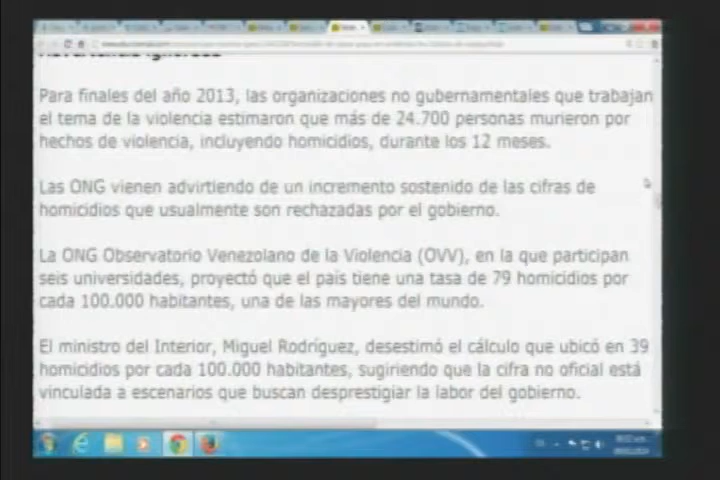 Para finales del año 2013, las organizaciones no gubernamentales que trabajan
el tema de la violencia estimaron que más de 24.700 personas murieron por
hechos de violencia, incluyendo homicidios, durante los 12 meses.
Las ONG vienen advirtiendo de un incremento sostenido de las cifras de
homicidios que usualmente son rechazadas por el gobierno.
La ONG Observatorio Venezolano de la Violencia (OVV), en la que participan
seis universidades, proyectó que el país tiene una tasa de 79 homicidios por
cada 100.000 habitantes, una de las mayores del mundo.
El ministro del Interior, Miguel Rodríguez, desestimó el cálculo que ubicó en 39
homicidios por cada 100.000 habitantes, sugiriendo que la cifra no oficial está
vinculada a escenarios que buscan desprestigiar la labor del gobierno.